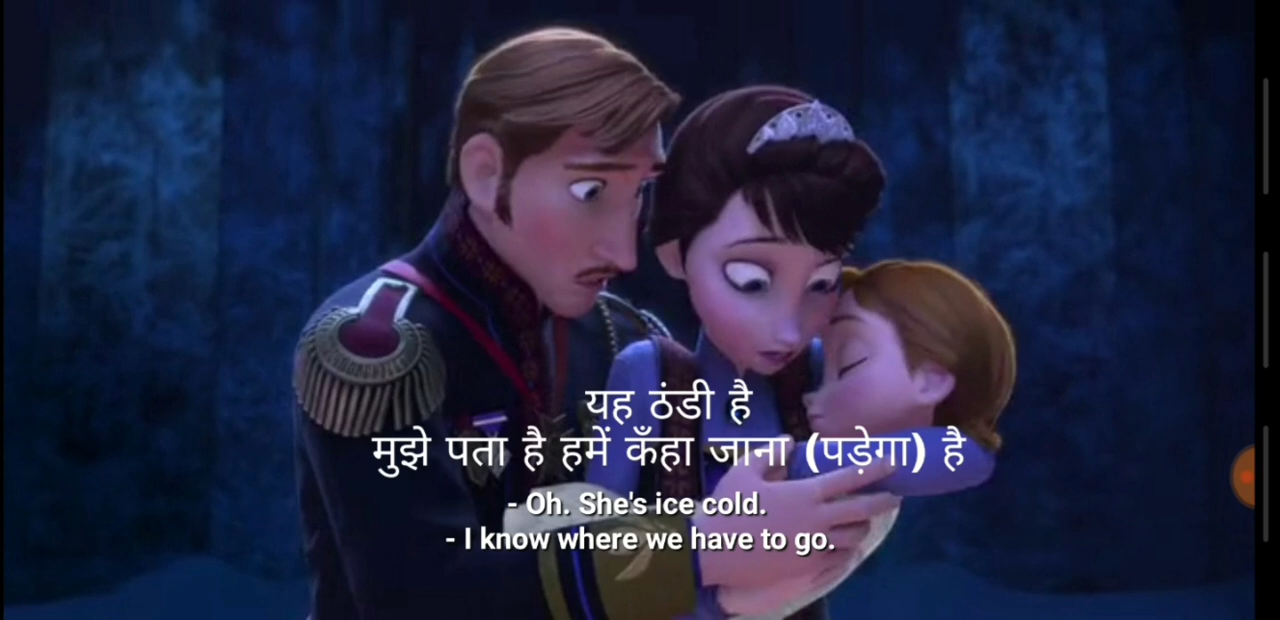 यह ठंडी है
मुझे पता है हमें कँहा जाना (पड़ेगा) है
- Oh. She's ice cold.
- I know where we have to go.